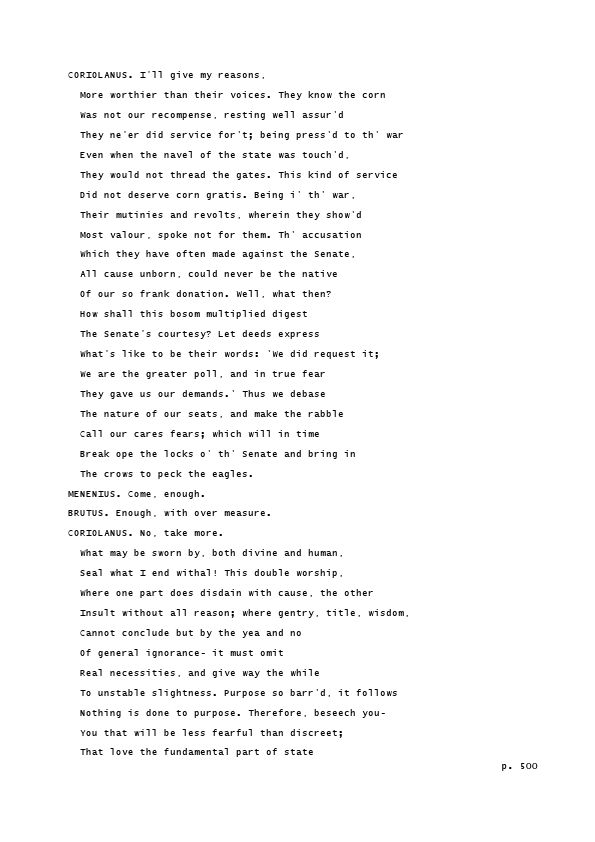 CORIOLANUS. I'll give my reasons,
More worthier than their voices. They know the corn
Was not our recompense, resting well assur'd
They ne'er did service for't; being press'd to th' war
Even when the navel of the state was touch'd,
They would not thread the gates. This kind of service
Did not deserve corn gratis. Being i' th' war,
Their mutinies and revolts, wherein they show'd
Most valour, spoke not for them. Th' accusation
Which they have often made against the Senate,
All cause unborn, could never be the native
Of our so frank donation. Well, what then?
How shall this bosom multiplied digest
The Senate's courtesy? Let deeds express
What's like to be their words: 'We did request it;
We are the greater poll, and in true fear
They gave us our demands.' Thus we debase
The nature of our seats, and make the rabble
Call our cares fears; which will in time
Break ope the locks o' th' Senate and bring in
The crows to peck the eagles.
MENENIUS. Come, enough.
BRUTUS. Enough, with over measure.
CORIOLANUS. No, take more.
What may be sworn by, both divine and human,
Seal what I end withal! This double worship,
Where one part does disdain with cause, the other
Insult without all reason; where gentry, title, wisdom,
Cannot conclude but by the yea and no
Of general ignorance- it must omit
Real necessities, and give way the while
To unstable slightness. Purpose so barr'd, it follows
Nothing is done to purpose. Therefore, beseech you-
You that will be less fearful than discreet;
That love the fundamental part of state
p. 500